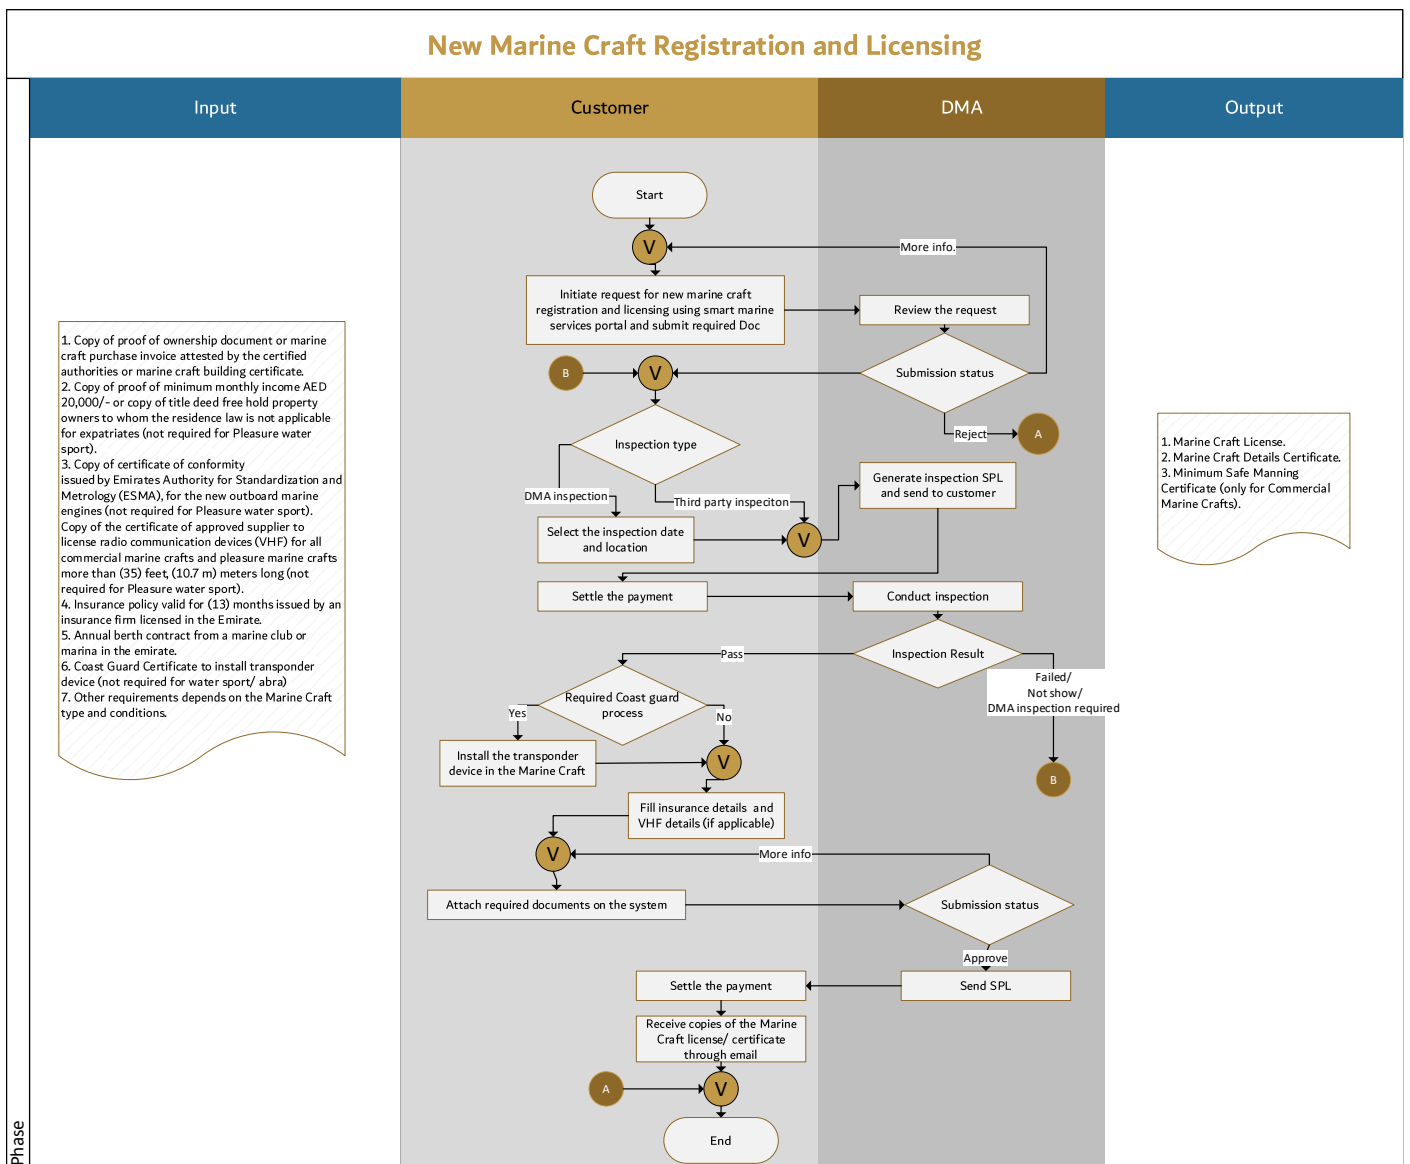 New Marine Craft Registration and Licensing
Input
Customer
DMA
Output
Phase
1. Copy of proof of ownership document or marine
craft purchase invoice attested by the certified
authorities or marine craft building certificate.
2. Copy of proof of minimum monthly income AED
20,000/- or copy of title deed free hold property
owners to whom the residence law is not applicable
for expatriates (not required for Pleasure water
sport).
3. Copy of certificate of conformity
issued by Emirates Authority for Standardization and
Metrology (ESMA), for the new outboard marine
engines (not required for Pleasure water sport).
Copy of the certificate of approved supplier to
license radio communication devices (VHF) for all
commercial marine crafts and pleasure marine crafts
more than (35) feet, (10.7 m) meters long (not
required for Pleasure water sport).
4. Insurance policy valid for (13) months issued by an
insurance firm licensed in the Emirate.
5. Annual berth contract from a marine club or
marina in the emirate.
6. Coast Guard Certificate to install transponder
device (not required for water sport/ abra)
7. Other requirements depends on the Marine Craft
type and conditions.
Start
V
More info.
Initiate request for new marine craft
registration and licensing using smart marine
services portal and submit required Doc
Review the request
B
V
Submission status
Reject
A
Inspection type
DMA inspection
Third party inspeciton
Generate inspection SPL
and send to customer
Select the inspection date
and location
V
Settle the payment
Conduct inspection
Pass
Inspection Result
Failed/
Not show/
DMA inspection required
B
Required Coast guard
process
Yes
No
Install the transponder
device in the Marine Craft
V
Fill insurance details and
VHF details (if applicable)
V
More info
Attach required documents on the system
Submission status
Approve
Settle the payment
Send SPL
Receive copies of the Marine
Craft license/ certificate
through email
A
V
End
1. Marine Craft License.
2. Marine Craft Details Certificate.
3. Minimum Safe Manning
Certificate (only for Commercial
Marine Crafts).